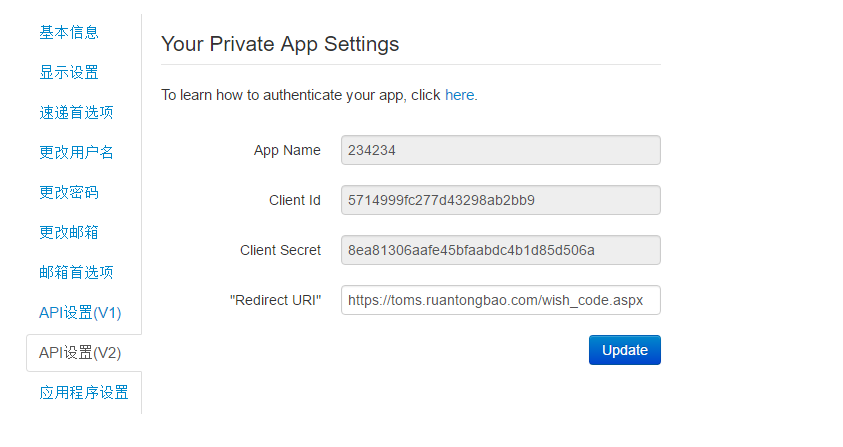 基本信息
显示设置
速递首选项
更改用户名
更改密码
更改邮箱
邮箱首选项
API设置(V1)
API设置(V2)
应用程序设置
Your Private App Settings
To learn how to authenticate your app, click here.
App Name 234234
Client Id 5714999fc277d43298ab2bb9
Client Secret 8ea81306aafe45bfaabdc4b1d85d506a
"Redirect URI" https://toms.ruantongbao.com/wish_code.aspx
Update